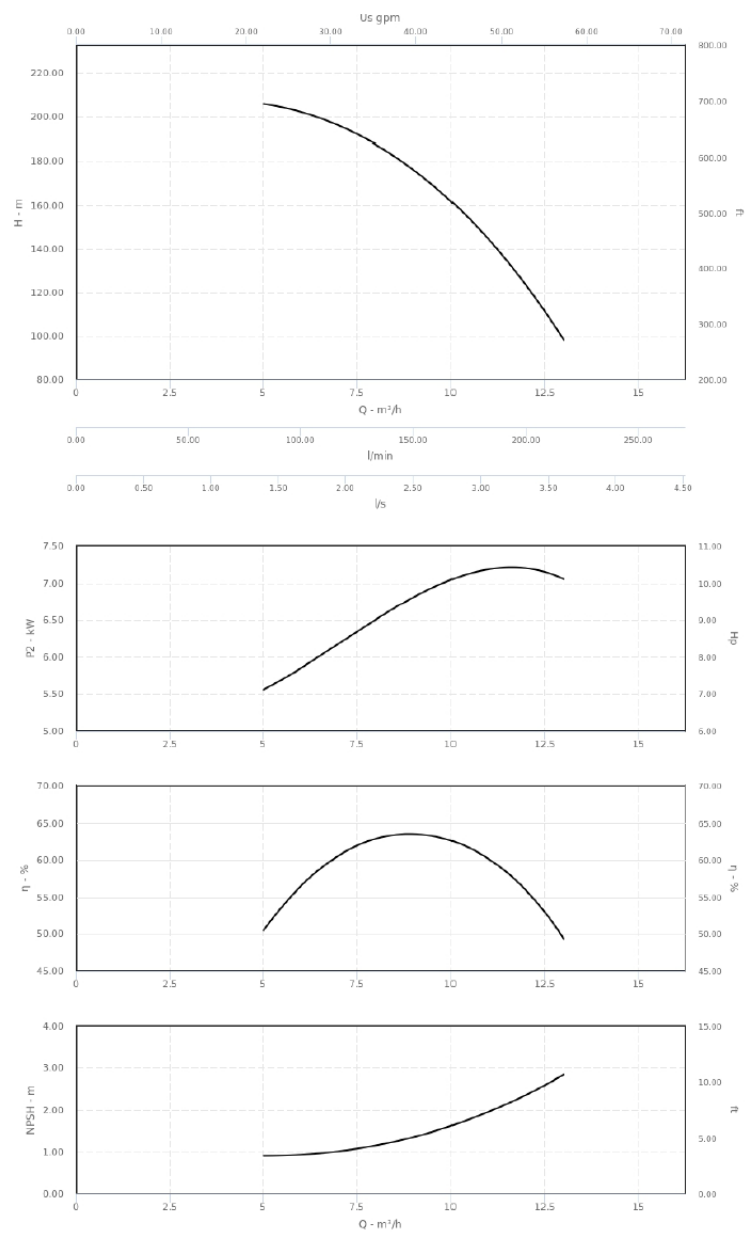 Us gpm
0.00 10.00 20.00 30.00 40.00 50.00 60.00 70.00
220.00
200.00
180.00
160.00
140.00
120.00
100.00
80.00
H - m
800.00
700.00
600.00
500.00
400.00
300.00
200.00
ft
0 2.5 5 7.5 10 12.5 15
Q - m³/h
0.00 50.00 100.00 150.00 200.00 250.00
l/min
0.00 0.50 1.00 1.50 2.00 2.50 3.00 3.50 4.00 4.50
l/s
7.50
7.00
6.50
6.00
5.50
5.00
P2 - kW
11.00
10.00
9.00
8.00
7.00
6.00
Hp
0 2.5 5 7.5 10 12.5 15
70.00
65.00
60.00
55.00
50.00
45.00
η - %
70.00
65.00
60.00
55.00
50.00
45.00
η - %
0 2.5 5 7.5 10 12.5 15
4.00
3.00
2.00
1.00
0.00
NPSH - m
15.00
10.00
5.00
0.00
ft
0 2.5 5 7.5 10 12.5 15
Q - m³/h